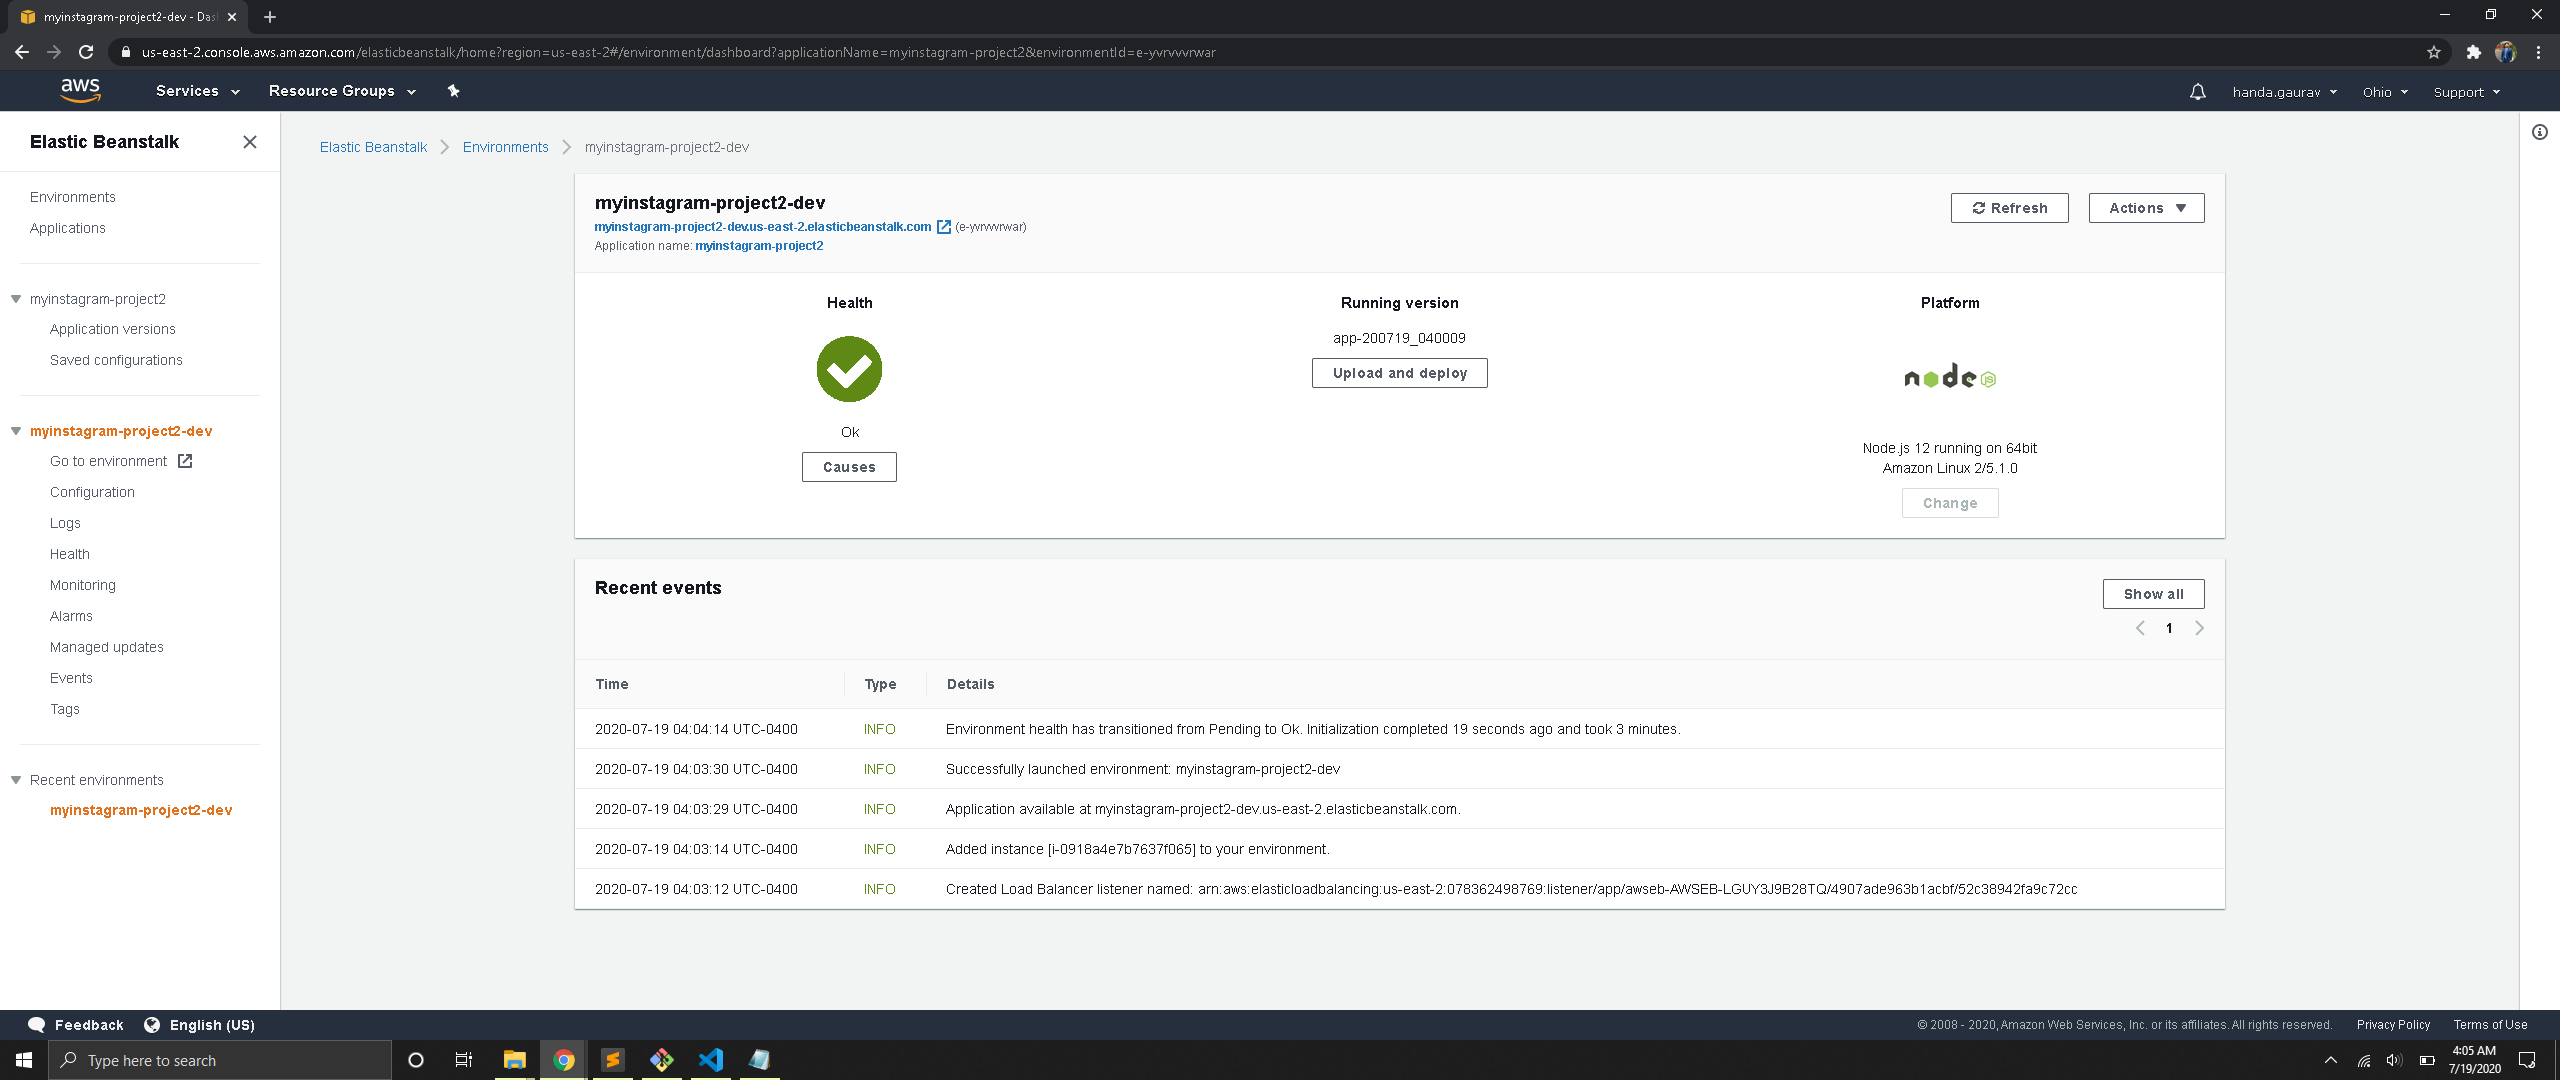 myinstagram-project2-dev - Das
us-east-2.console.aws.amazon.com/elasticbeanstalk/home?region=us-east-2#/environment/dashboard?applicationName=myinstagram-project2&environmentId=e-yvrvvvrwar
aws
Services
Resource Groups
handa.gaurav
Ohio
Support
Elastic Beanstalk
Environments
Applications
myinstagram-project2
Application versions
Saved configurations
myinstagram-project2-dev
Go to environment
Configuration
Logs
Health
Monitoring
Alarms
Managed updates
Events
Tags
Recent environments
myinstagram-project2-dev
Elastic Beanstalk
Environments
myinstagram-project2-dev
myinstagram-project2-dev
myinstagram-project2-dev.us-east-2.elasticbeanstalk.com (e-yvrvvvrwar)
Application name: myinstagram-project2
Refresh
Actions
Health
Ok
Causes
Running version
app-200719_040009
Upload and deploy
Platform
node JS
Node.js 12 running on 64bit
Amazon Linux 2/5.1.0
Change
Recent events
Show all
1
Time Type Details
2020-07-19 04:04:14 UTC-0400 INFO Environment health has transitioned from Pending to Ok. Initialization completed 19 seconds ago and took 3 minutes.
2020-07-19 04:03:30 UTC-0400 INFO Successfully launched environment: myinstagram-project2-dev
2020-07-19 04:03:29 UTC-0400 INFO Application available at myinstagram-project2-dev.us-east-2.elasticbeanstalk.com.
2020-07-19 04:03:14 UTC-0400 INFO Added instance [i-0918a4e7b7637f065] to your environment.
2020-07-19 04:03:12 UTC-0400 INFO Created Load Balancer listener named: arn:aws:elasticloadbalancing:us-east-2:078362498769:listener/app/awseb-AWSEB-LGUY3J9B28TQ/4907ade963b1acbf/52c38942fa9c72cc
Feedback
English (US)
© 2008 - 2020, Amazon Web Services, Inc. or its affiliates. All rights reserved.
Privacy Policy
Terms of Use
Type here to search
4:05 AM
7/19/2020